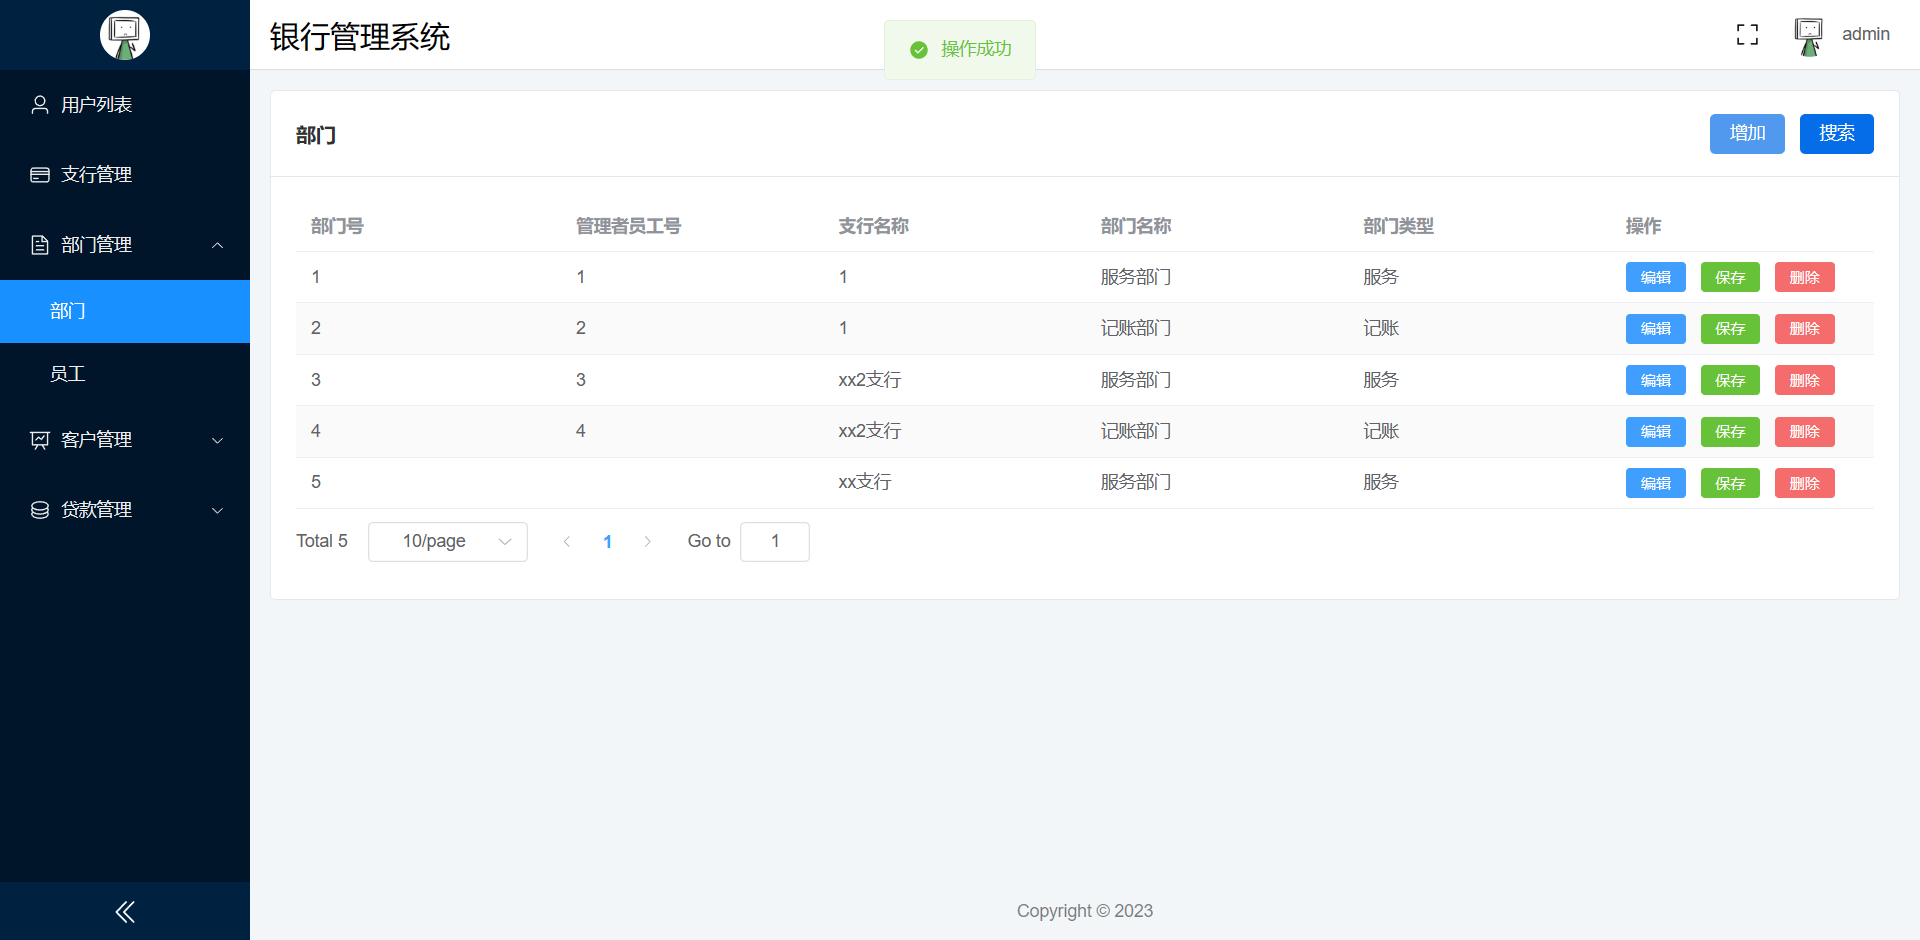 银行管理系统
操作成功
admin
用户列表
支行管理
部门管理
部门
员工
客户管理
贷款管理
部门
增加
搜索
部门号 管理者员工号 支行名称 部门名称 部门类型 操作
1 1 1 服务部门 服务 编辑 保存 删除
2 2 1 记账部门 记账 编辑 保存 删除
3 3 xx2支行 服务部门 服务 编辑 保存 删除
4 4 xx2支行 记账部门 记账 编辑 保存 删除
5 xx支行 服务部门 服务 编辑 保存 删除
Total 5 10/page 1 Go to 1
Copyright © 2023